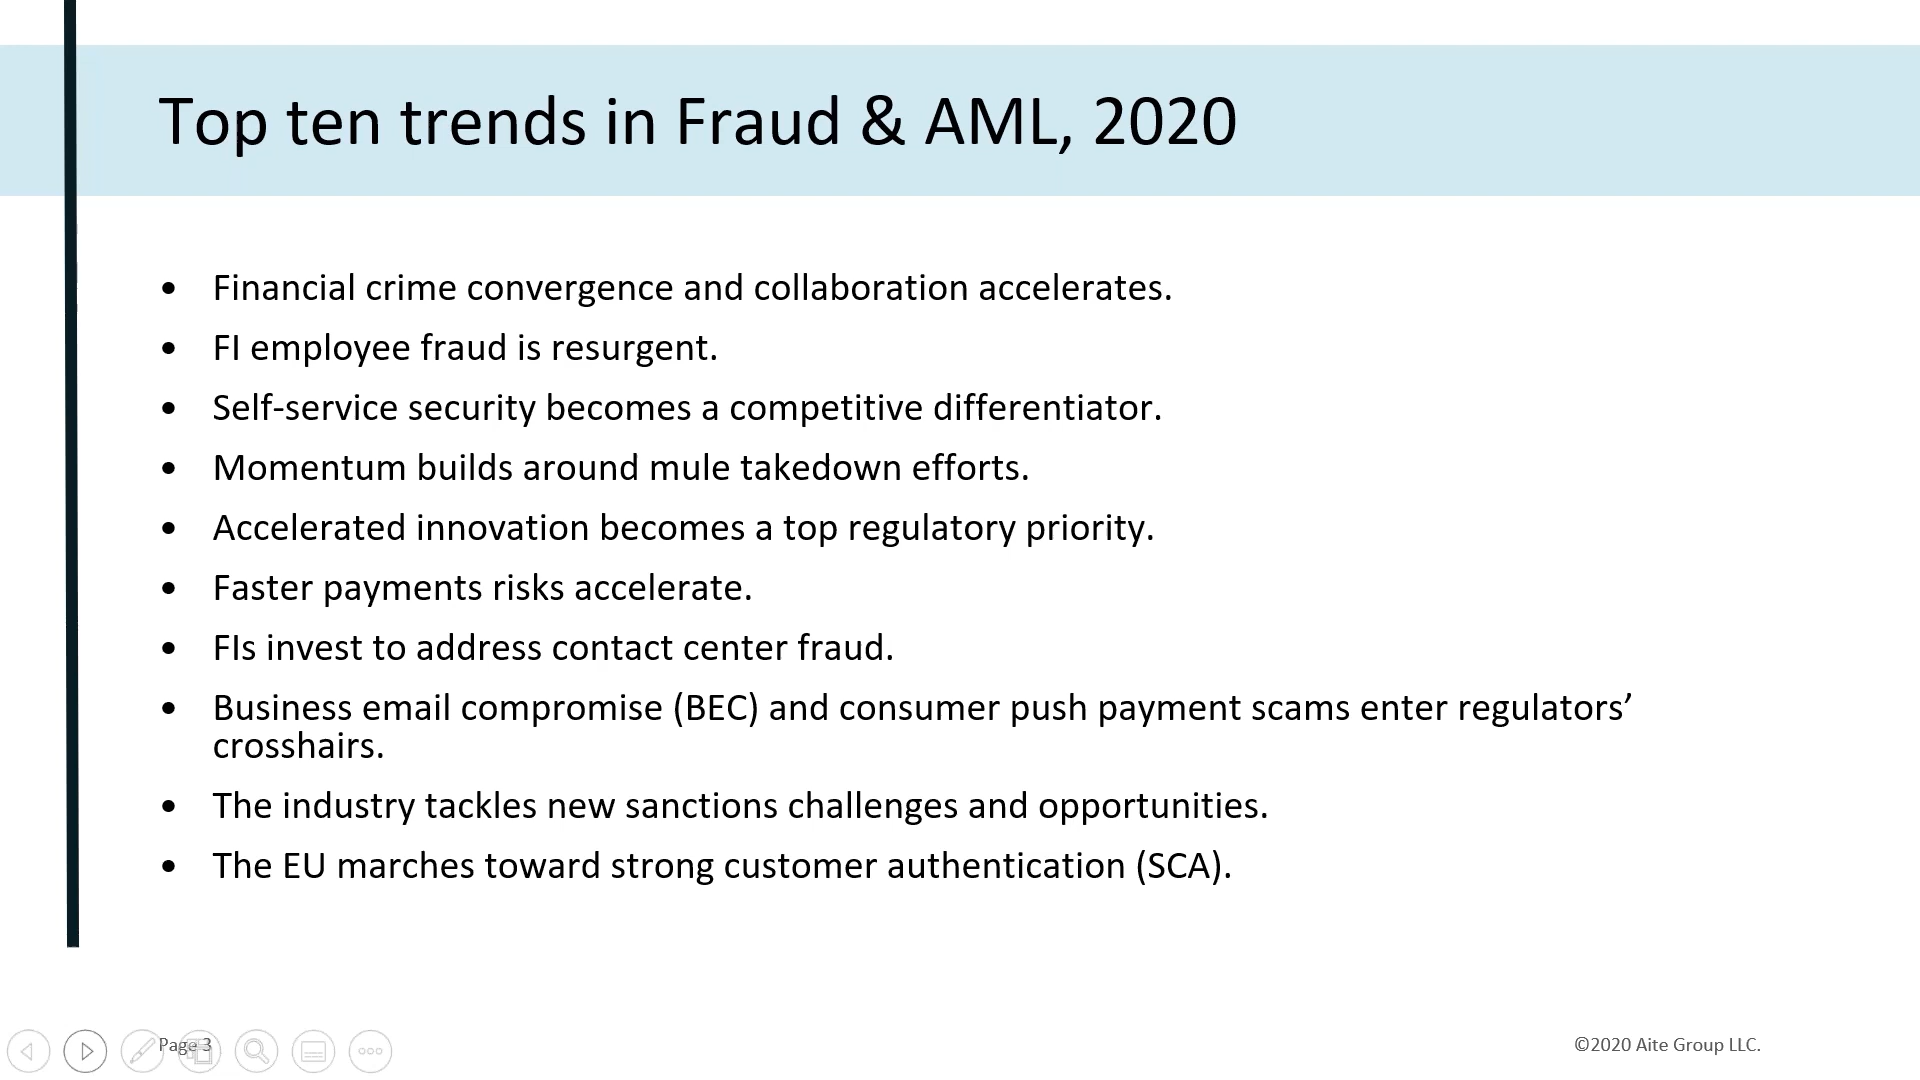 Top ten trends in Fraud & AML, 2020
• Financial crime convergence and collaboration accelerates.
• FI employee fraud is resurgent.
• Self-service security becomes a competitive differentiator.
• Momentum builds around mule takedown efforts.
• Accelerated innovation becomes a top regulatory priority.
• Faster payments risks accelerate.
• FIs invest to address contact center fraud.
• Business email compromise (BEC) and consumer push payment scams enter regulators’
crosshairs.
• The industry tackles new sanctions challenges and opportunities.
• The EU marches toward strong customer authentication (SCA).
Page 3
©2020 Aite Group LLC.